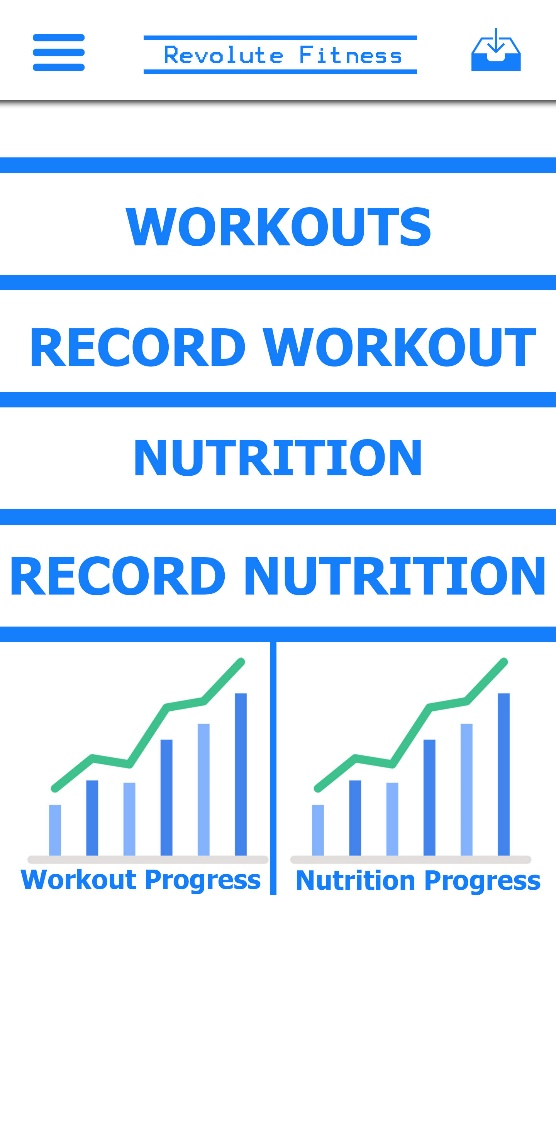 Revolute Fitness
WORKOUTS
RECORD WORKOUT
NUTRITION
RECORD NUTRITION
Workout Progress
Nutrition Progress